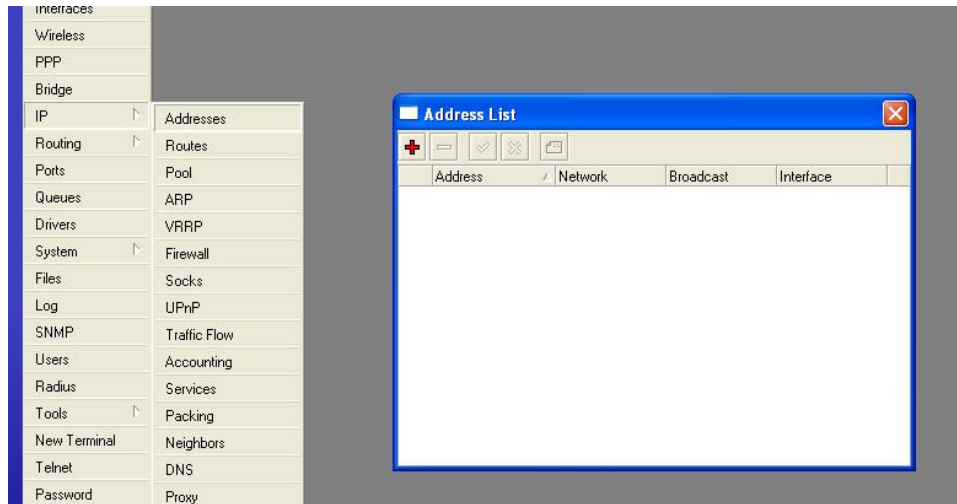 Interfaces
Wireless
PPP
Bridge
IP
Routing
Ports
Queues
Drivers
System
Files
Log
SNMP
Users
Radius
Tools
New Terminal
Telnet
Password
Addresses
Routes
Pool
ARP
VRRP
Firewall
Socks
UPnP
Traffic Flow
Accounting
Services
Packing
Neighbors
DNS
Proxy
Address List
Address Network Broadcast Interface